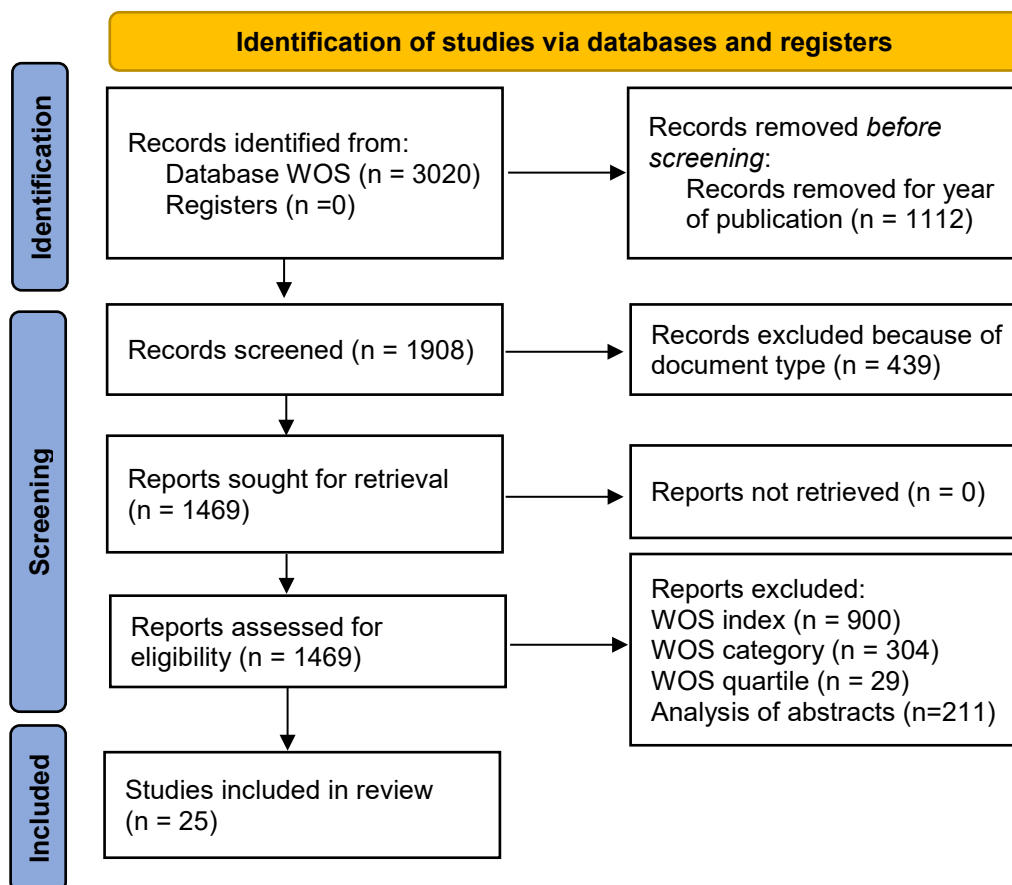 Identification of studies via databases and registers
Identification
Records identified from:
Database WOS (n = 3020)
Registers (n =0)
Records removed before
screening:
Records removed for year
of publication (n = 1112)
Screening
Records screened (n = 1908)
Records excluded because of
document type (n = 439)
Reports sought for retrieval
(n = 1469)
Reports not retrieved (n = 0)
Reports assessed for
eligibility (n = 1469)
Reports excluded:
WOS index (n = 900)
WOS category (n = 304)
WOS quartile (n = 29)
Analysis of abstracts (n=211)
Included
Studies included in review
(n = 25)